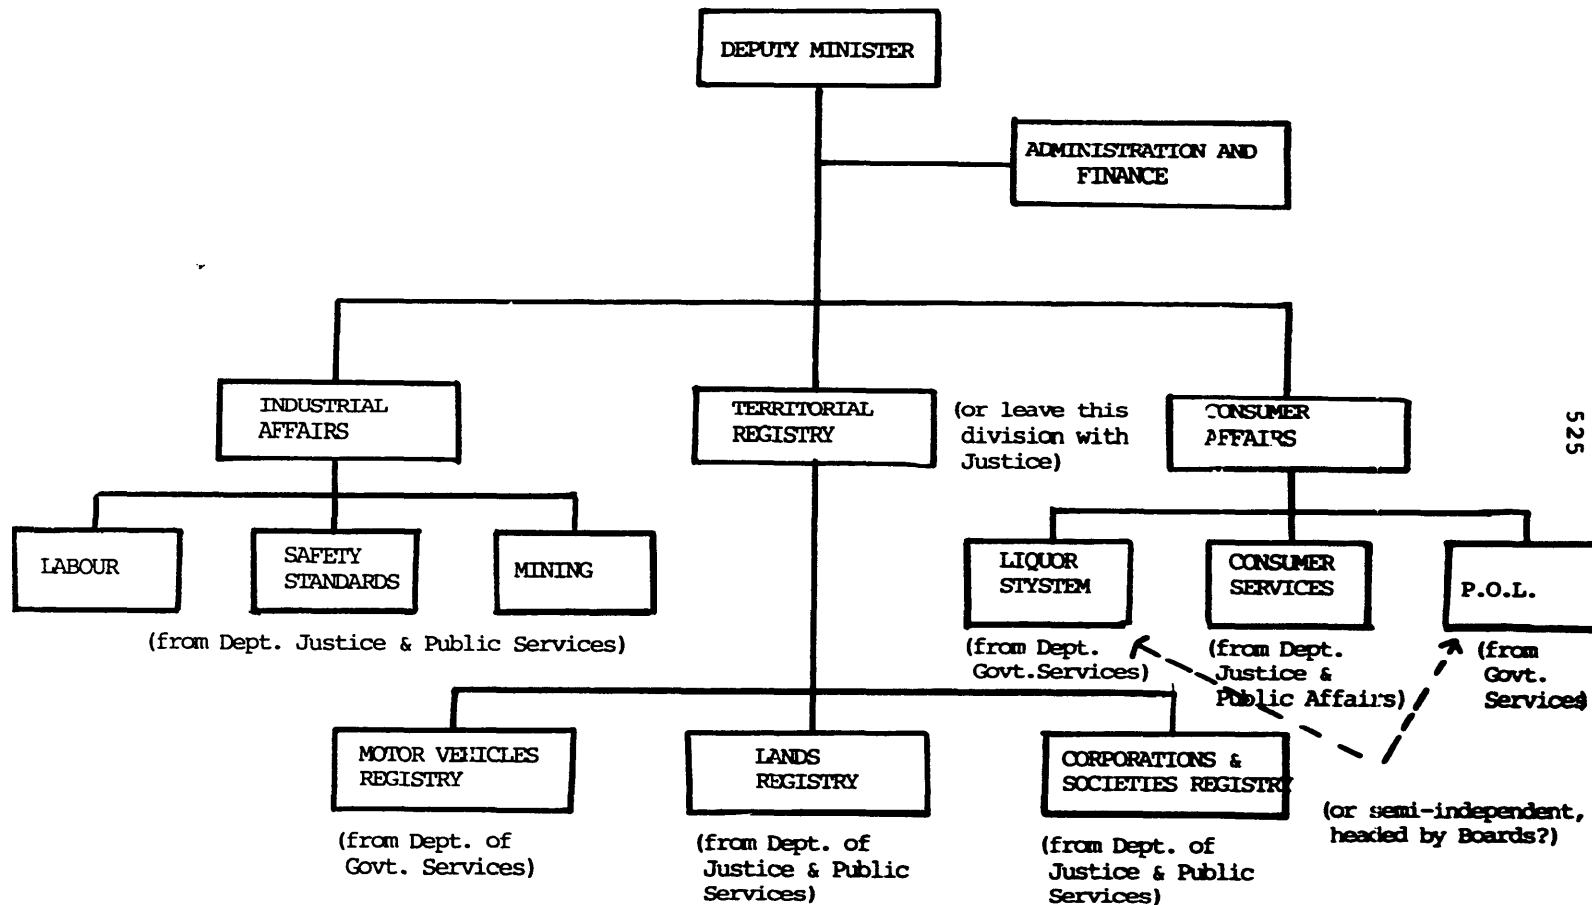 DEPUTY MINISTER
ADMINISTRATION AND
FINANCE
INDUSTRIAL
AFFAIRS
TERRITORIAL
REGISTRY
(or leave this
division with
Justice)
CONSUMER
AFFAIRS
525
LABOUR
SAFETY
STANDARDS
MINING
(from Dept. Justice & Public Services)
LIQUOR
STYSTEM
(from Dept.
Govt.Services)
CONSUMER
SERVICES
(from Dept.
Justice &
Public Affairs)
P.O.L.
(from
Govt.
Services)
MOTOR VEHICLES
REGISTRY
(from Dept. of
Govt. Services)
LANDS
REGISTRY
(from Dept. of
Justice & Public
Services)
CORPORATIONS &
SOCIETIES REGISTRY
(from Dept. of
Justice & Public
Services)
(or semi-independent,
headed by Boards?)